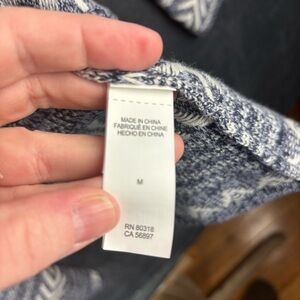 MADE IN CHINA
FABRIQUÉ EN CHINE
HECHO EN CHINA
M
RN 80318
CA 56897